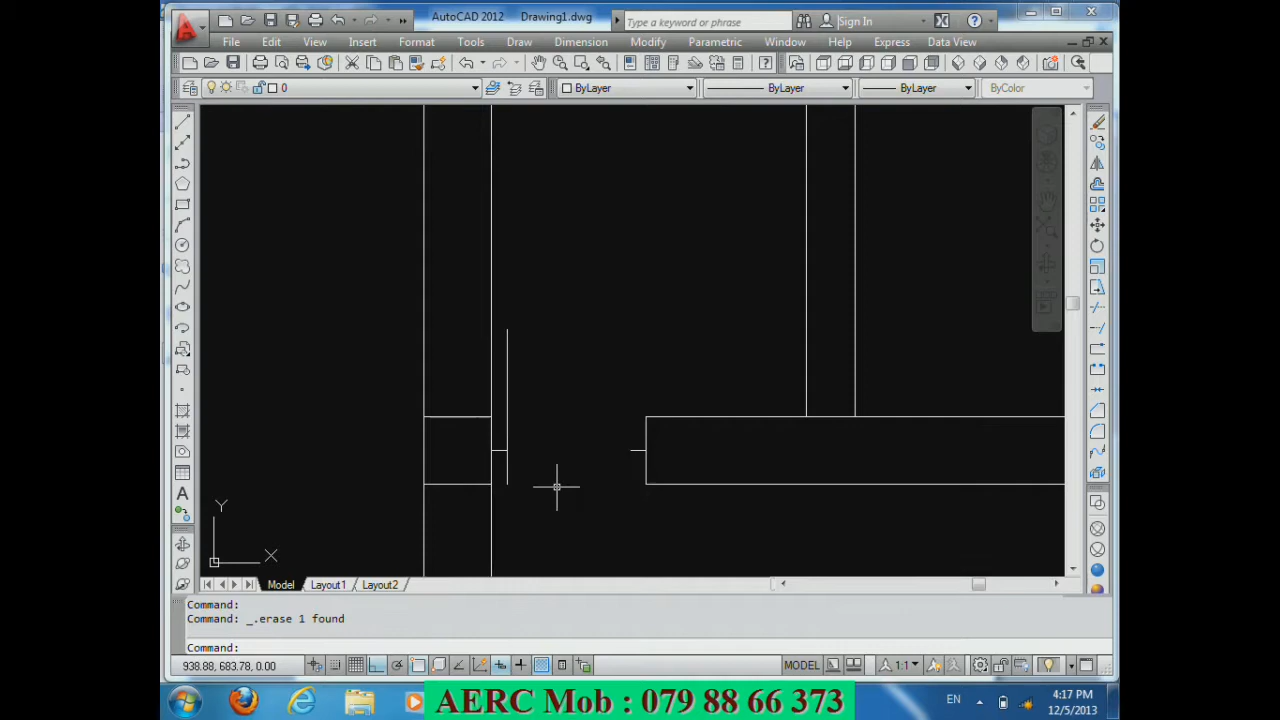 AutoCAD 2012 Drawing1.dwg
Type a keyword or phrase
Sign In
File Edit View Insert Format Tools Draw Dimension Modify Parametric Window Help Express Data View
0
ByLayer
ByLayer
ByLayer
ByColor
A
Y
X
Model Layout1 Layout2
Command:
Command: _.erase 1 found
Command:
938.88, 683.78, 0.00
MODEL
1:1
EN
4:17 PM
12/5/2013
AERC Mob : 079 88 66 373